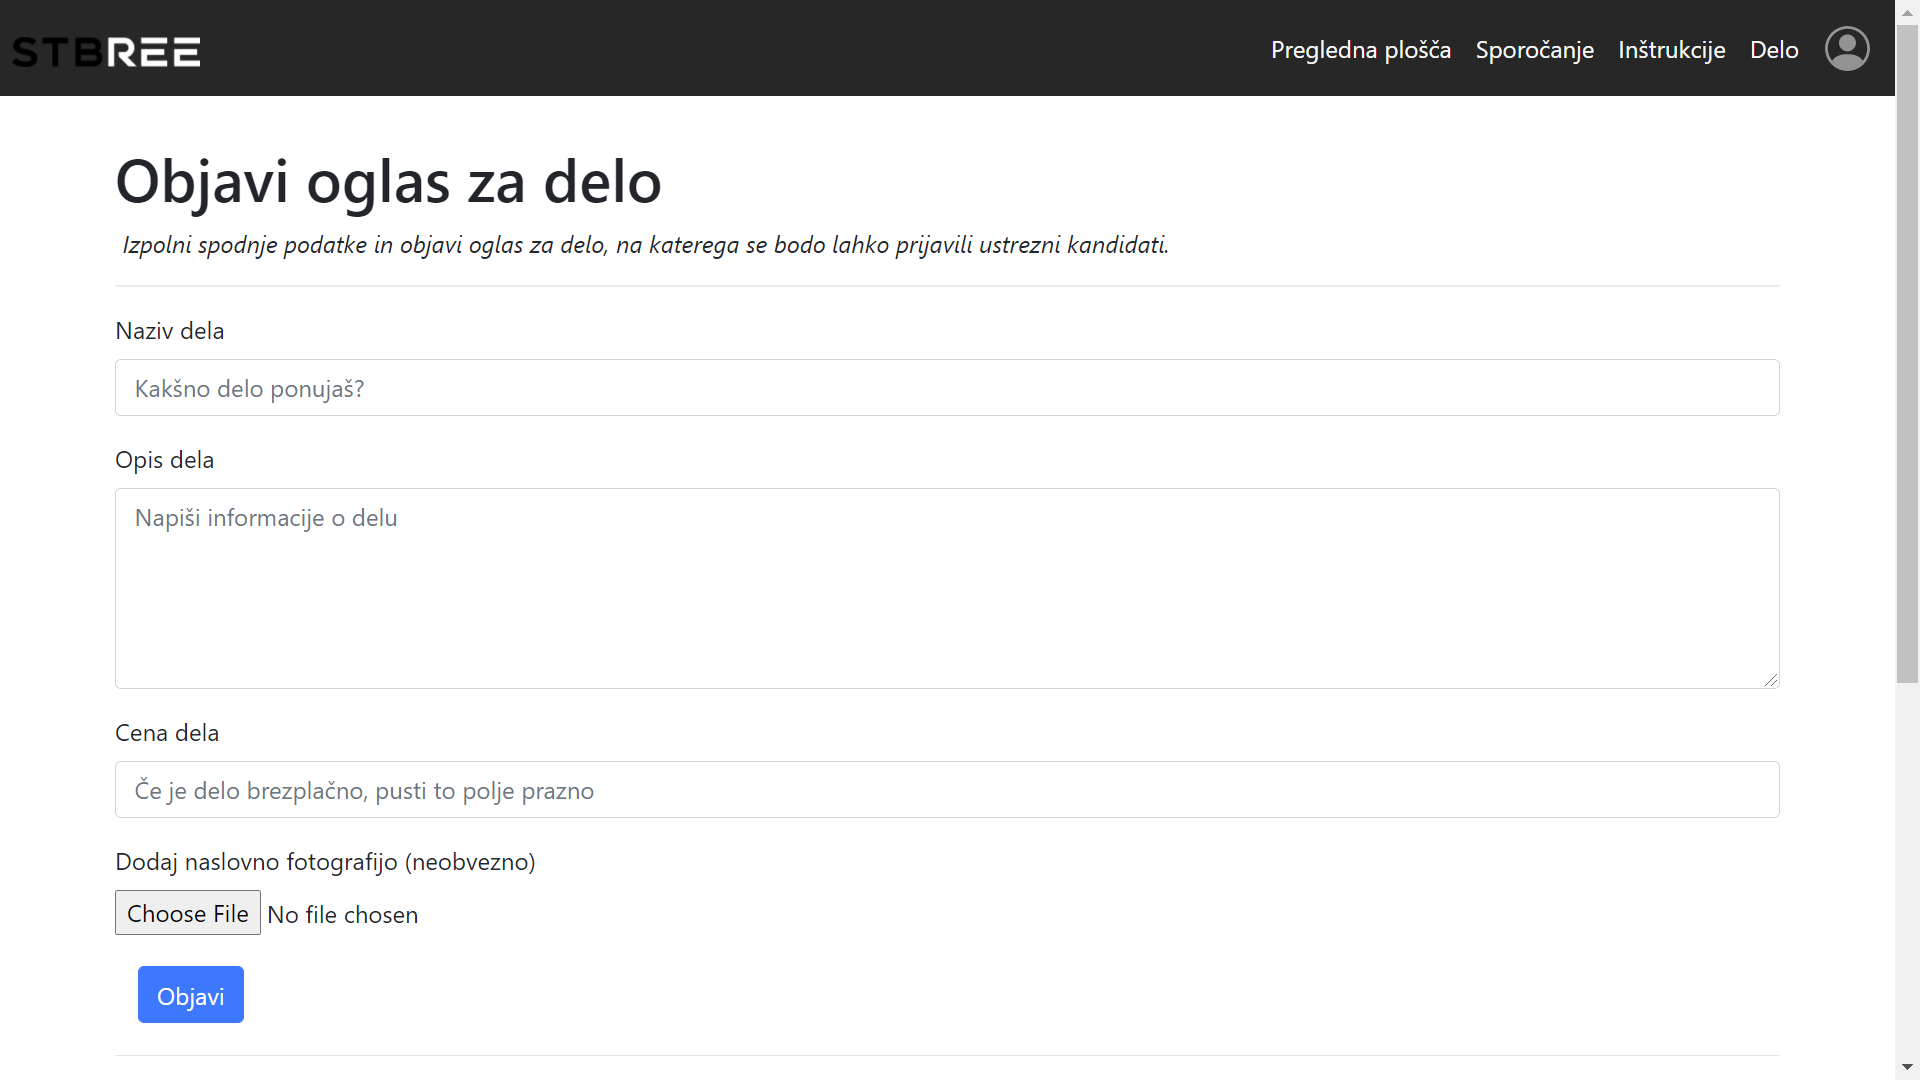 STBREE
Pregledna plošča Sporočanje Inštrukcije Delo
Objavi oglas za delo
Izpolni spodnje podatke in objavi oglas za delo, na katerega se bodo lahko prijavili ustrezni kandidati.
Naziv dela
Kakšno delo ponujaš?
Opis dela
Napiši informacije o delu
Cena dela
Če je delo brezplačno, pusti to polje prazno
Dodaj naslovno fotografijo (neobvezno)
Choose File No file chosen
Objavi